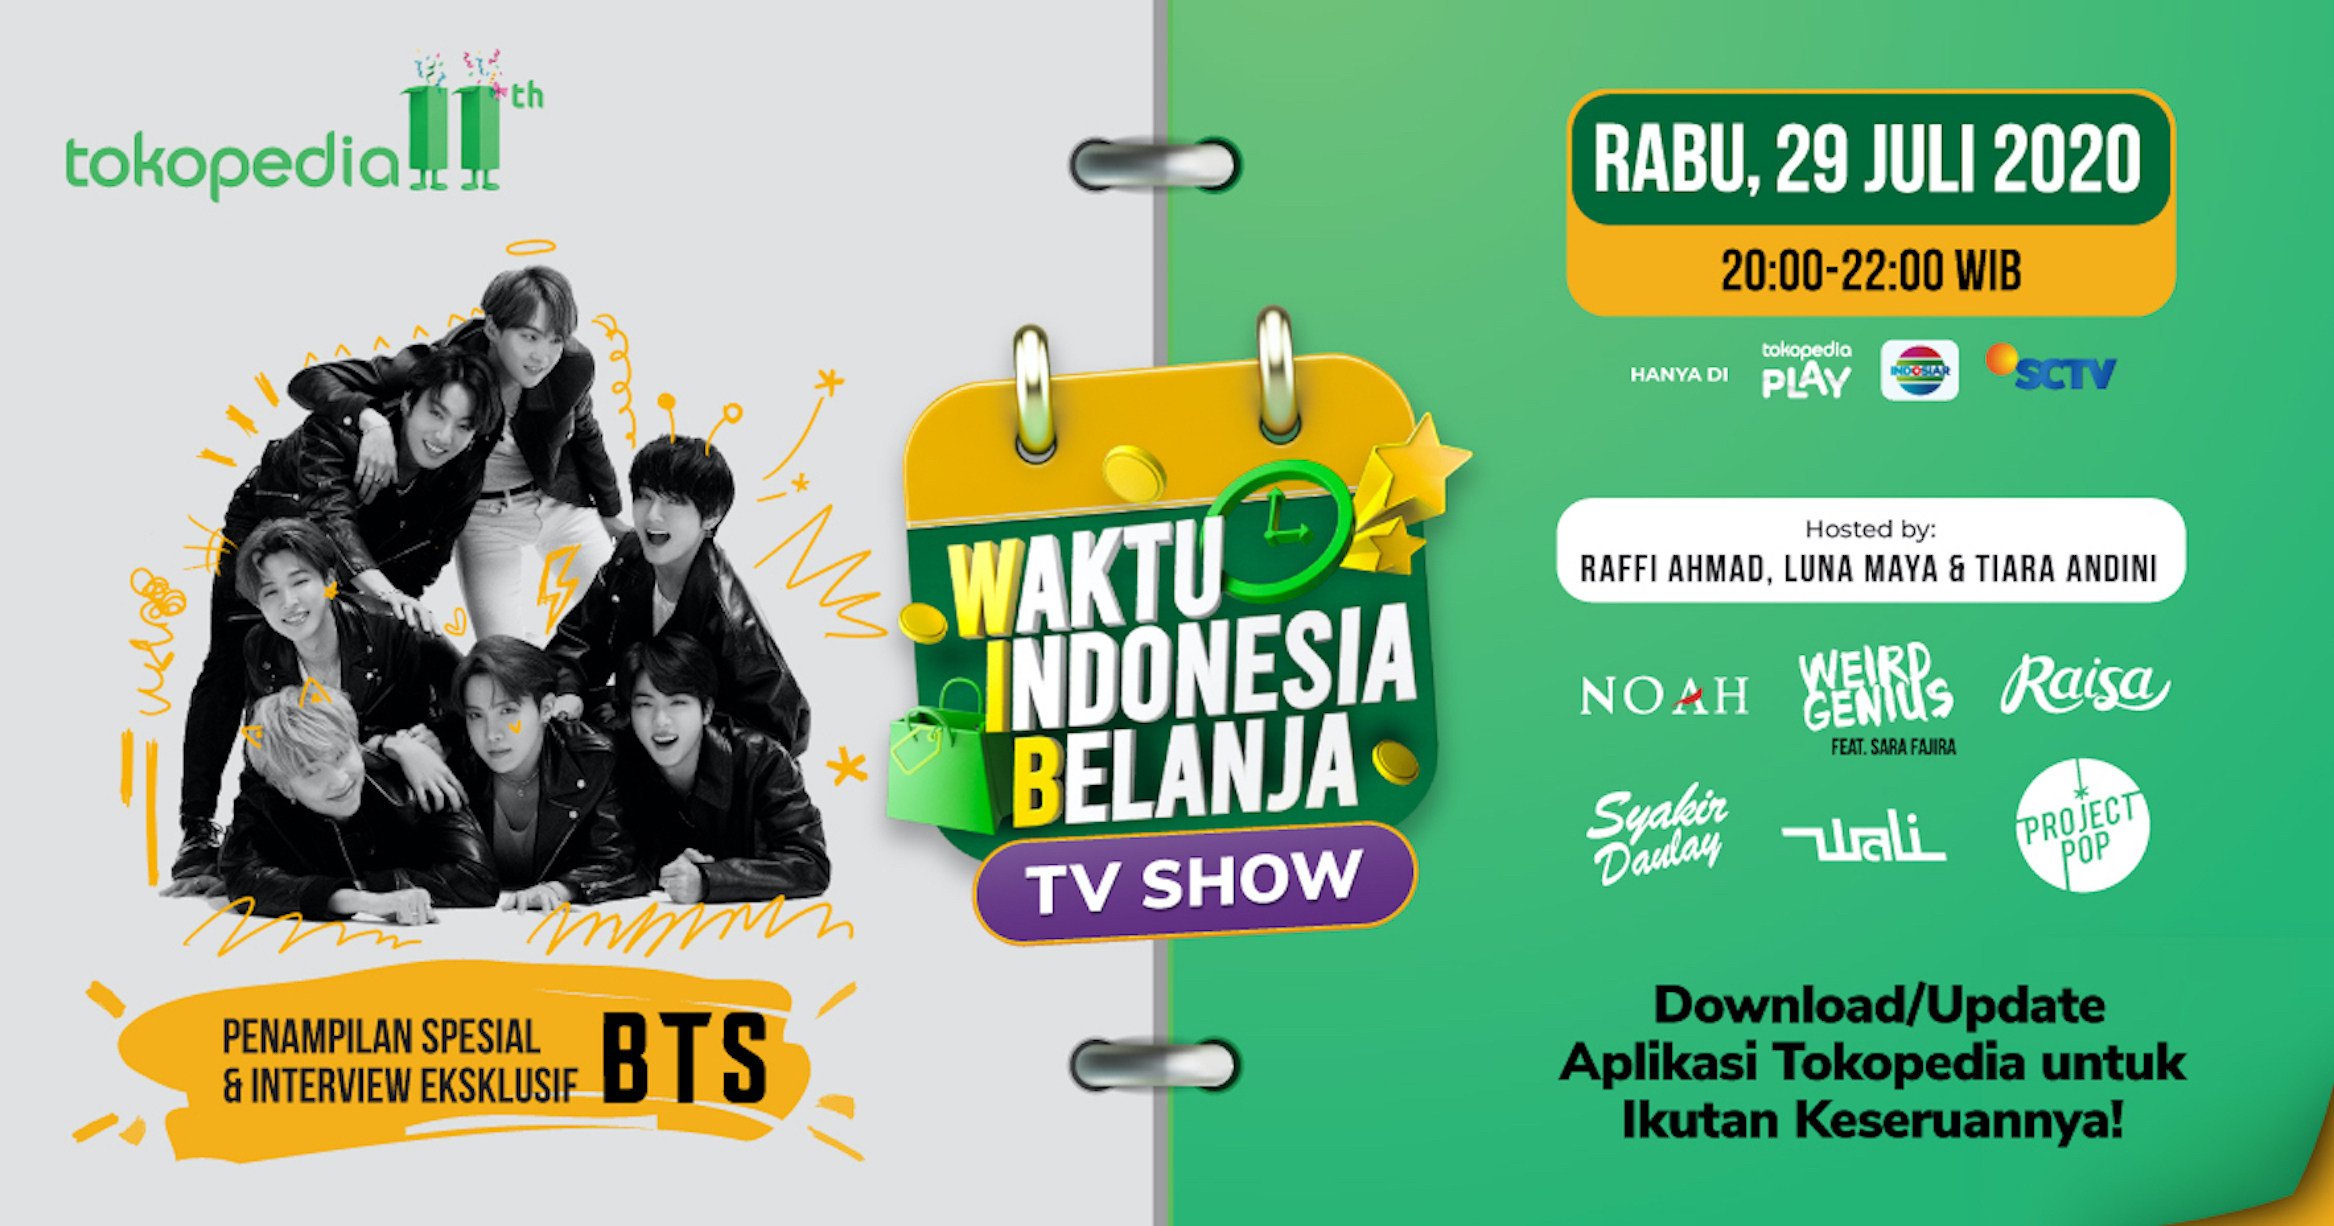 tokopedia 11th
PENAMPILAN SPESIAL
& INTERVIEW EKSKLUSIF
BTS
WAKTU
INDONESIA
BELANJA
TV SHOW
RABU, 29 JULI 2020
20:00-22:00 WIB
HANYA DI
tokopedia
PLAY
INDOSIAR
SCTV
Hosted by:
RAFFI AHMAD, LUNA MAYA & TIARA ANDINI
NOAH
WEIRD
GENIUS
FEAT. SARA FAJIRA
Raisa
Syakir
Daulay
Wali
PROJECT
POP
Download/Update
Aplikasi Tokopedia untuk
Ikutan Keseruannya!